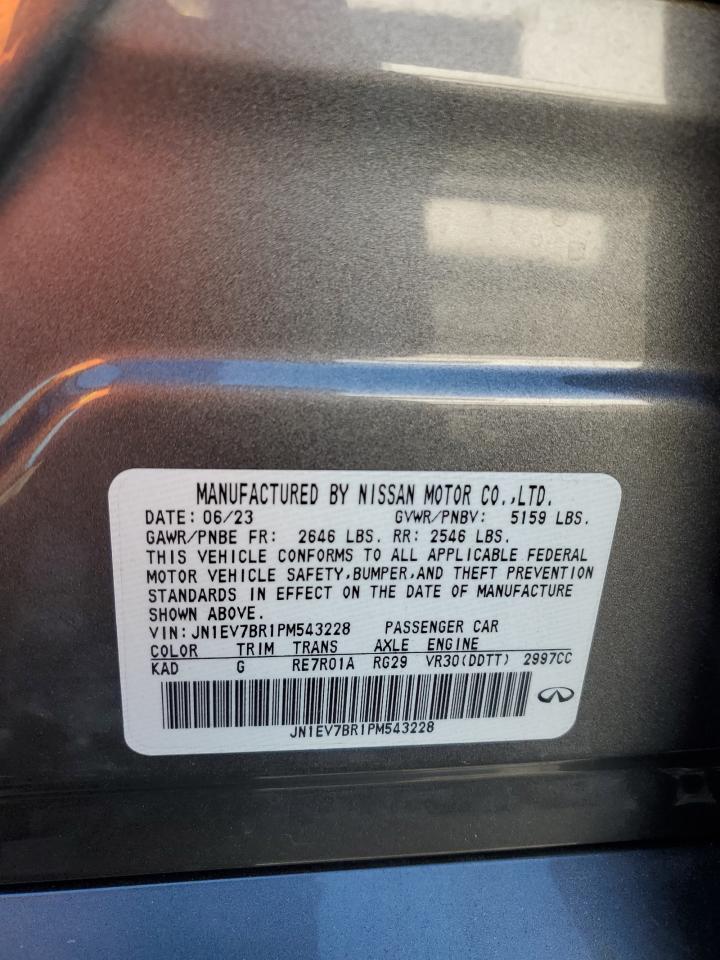 MANUFACTURED BY NISSAN MOTOR CO.,LTD.
DATE: 06/23 GVWR/PNBV: 5159 LBS.
GAWR/PNBE FR: 2646 LBS. RR: 2546 LBS.
THIS VEHICLE CONFORMS TO ALL APPLICABLE FEDERAL
MOTOR VEHICLE SAFETY,BUMPER,AND THEFT PREVENTION
STANDARDS IN EFFECT ON THE DATE OF MANUFACTURE
SHOWN ABOVE.
VIN: JN1EV7BR1PM543228 PASSENGER CAR
COLOR TRIM TRANS AXLE ENGINE
KAD G RE7R01A RG29 VR30(DDTT) 2997CC
JN1EV7BR1PM543228